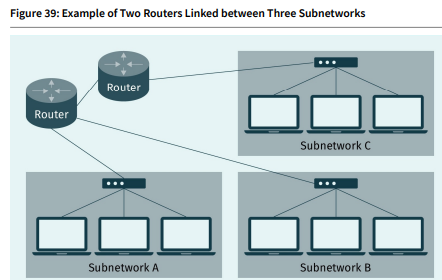 Figure 39: Example of Two Routers Linked between Three Subnetworks
Router
Router
Subnetwork C
Subnetwork A
Subnetwork B